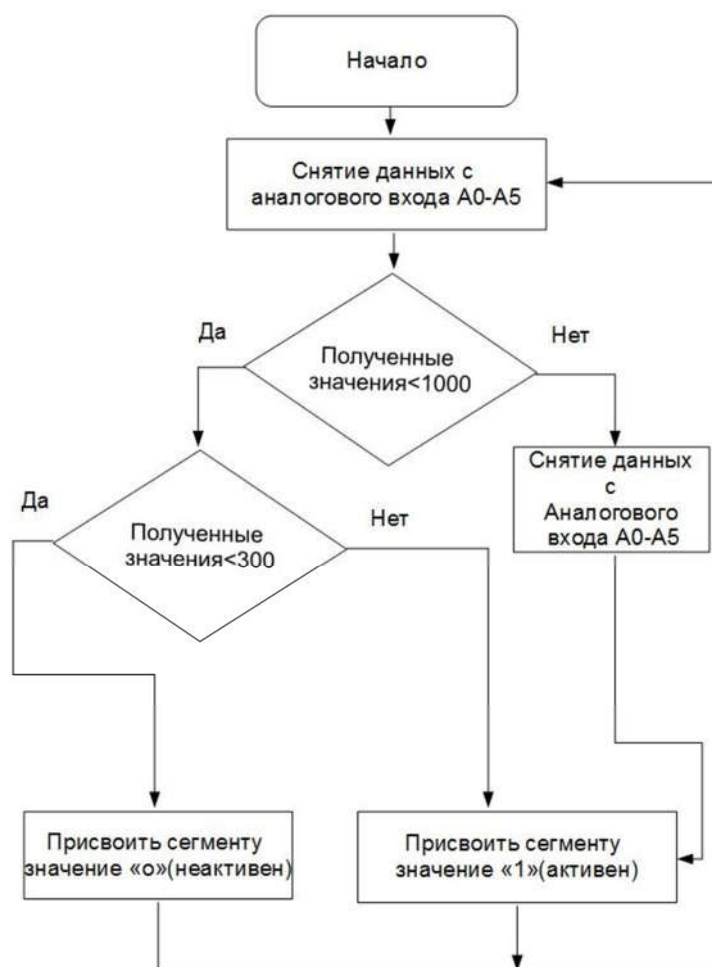 Начало
Снятие данных с
аналогового входа А0-А5
Да
Нет
Полученные
значения<1000
Снятие данных
с
Аналогового
входа А0-А5
Да
Нет
Полученные
значения<300
Присвоить сегменту
значение «о»(неактивен)
Присвоить сегменту
значение «1»(активен)